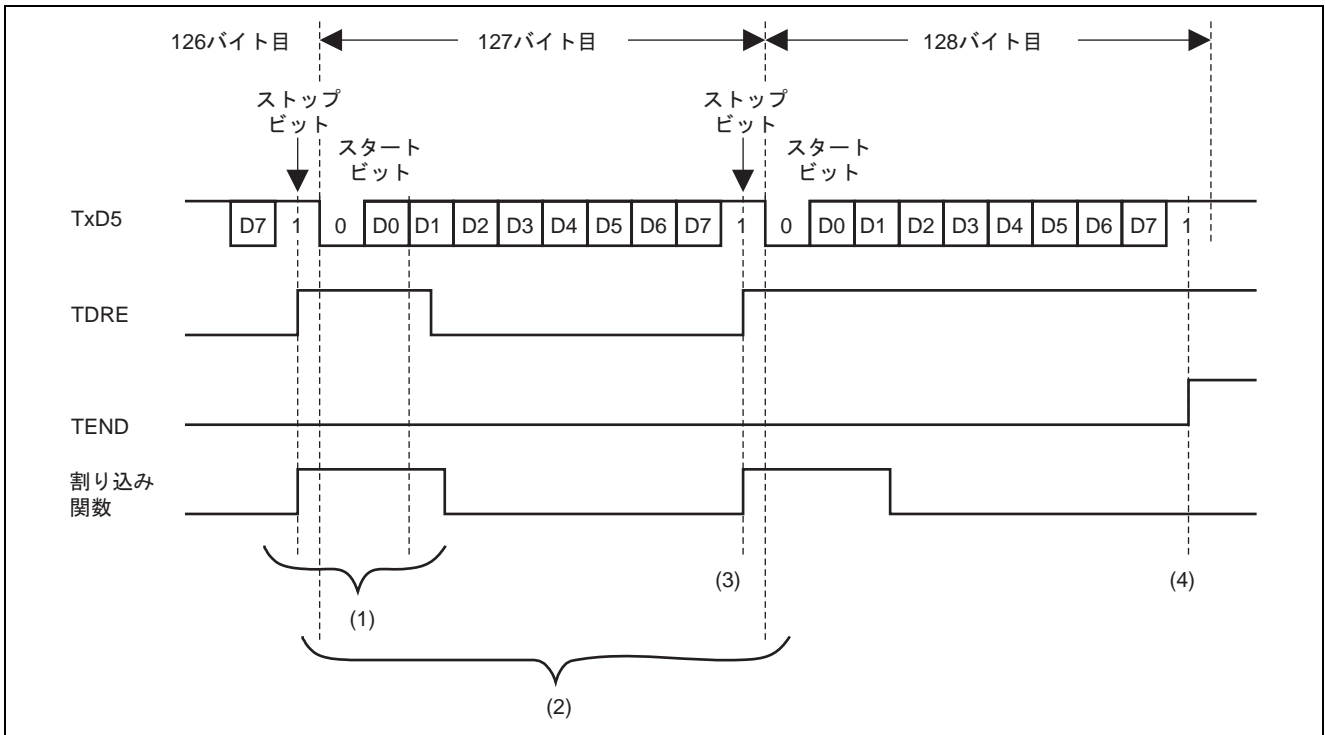 126バイト目
127バイト目
128バイト目
ストップ
ビット
スタート
ビット
ストップ
ビット
スタート
ビット
TxD5
D7 1 0 D0 D1 D2 D3 D4 D5 D6 D7 1 0 D0 D1 D2 D3 D4 D5 D6 D7 1
TDRE
TEND
割り込み
関数
(1)
(3)
(4)
(2)